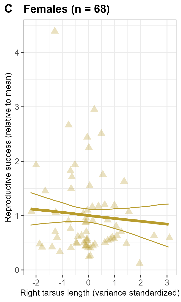 C Females (n = 68)
Reproductive success (relative to mean)
4
3
2
1
0
-2 -1 0 1 2 3
Right tarsus length (variance standardized)